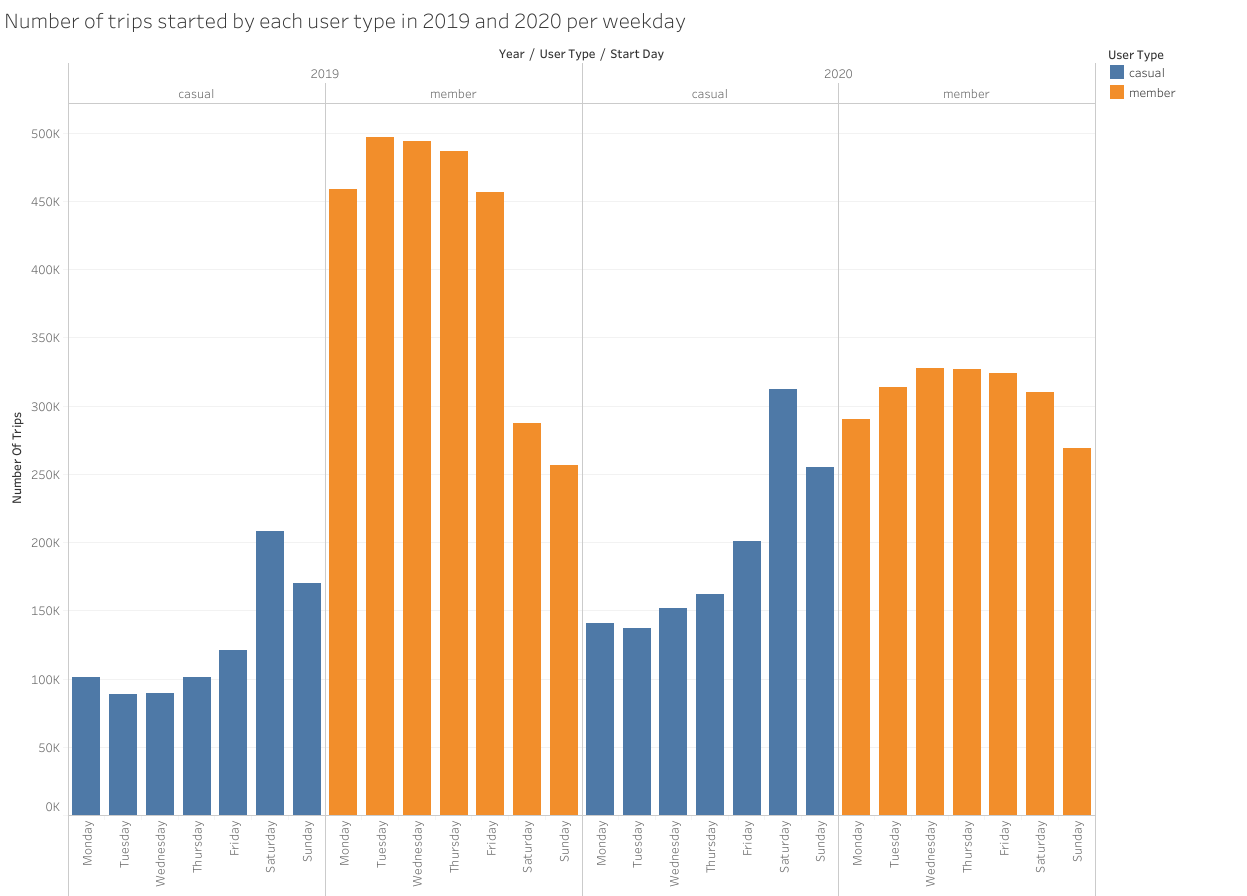 Number of trips started by each user type in 2019 and 2020 per weekday
Year / User Type / Start Day
2019
2020
casual
member
casual
member
User Type
casual
member
Number Of Trips
500K
450K
400K
350K
300K
250K
200K
150K
100K
50K
0K
Monday
Tuesday
Wednesday
Thursday
Friday
Saturday
Sunday
Monday
Tuesday
Wednesday
Thursday
Friday
Saturday
Sunday
Monday
Tuesday
Wednesday
Thursday
Friday
Saturday
Sunday
Monday
Tuesday
Wednesday
Thursday
Friday
Saturday
Sunday